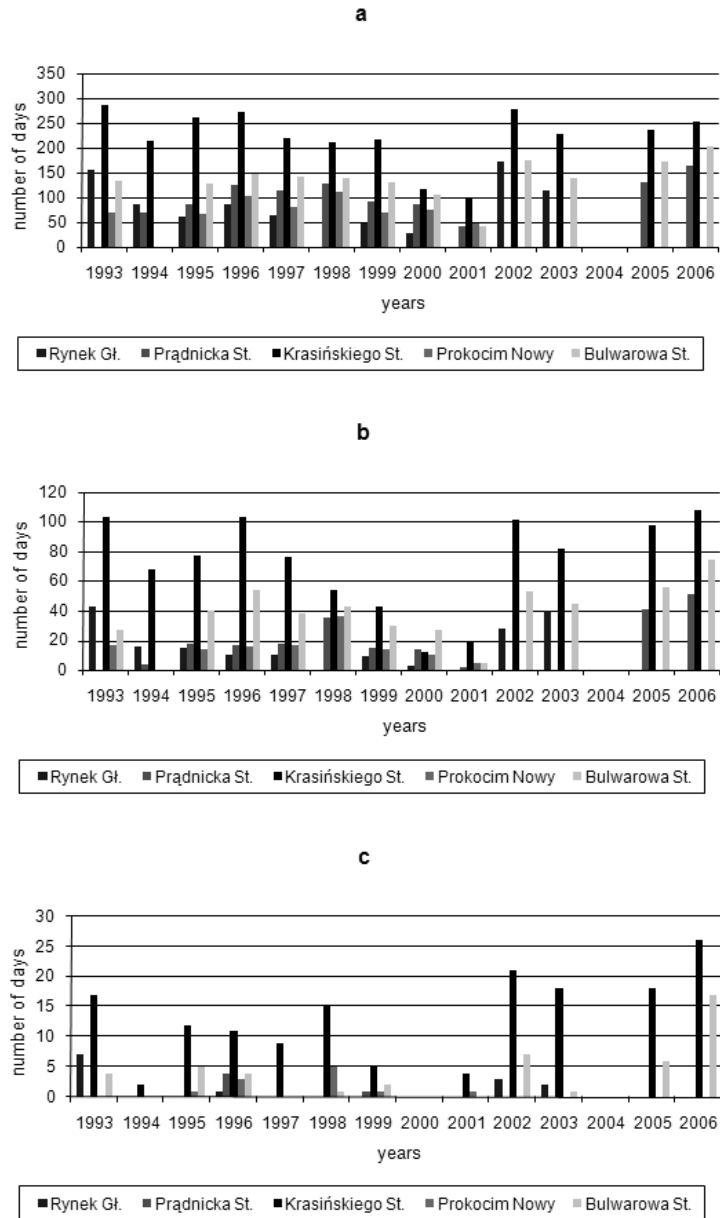 a
number of days
350
300
250
200
150
100
50
0
1993 1994 1995 1996 1997 1998 1999 2000 2001 2002 2003 2004 2005 2006
years
Rynek Gł. Prądnicka St. Krasińskiego St. Prokocim Nowy Bulwarowa St.
b
number of days
120
100
80
60
40
20
0
1993 1994 1995 1996 1997 1998 1999 2000 2001 2002 2003 2004 2005 2006
years
Rynek Gł. Prądnicka St. Krasińskiego St. Prokocim Nowy Bulwarowa St.
c
number of days
30
25
20
15
10
5
0
1993 1994 1995 1996 1997 1998 1999 2000 2001 2002 2003 2004 2005 2006
years
Rynek Gł. Prądnicka St. Krasińskiego St. Prokocim Nowy Bulwarowa St.